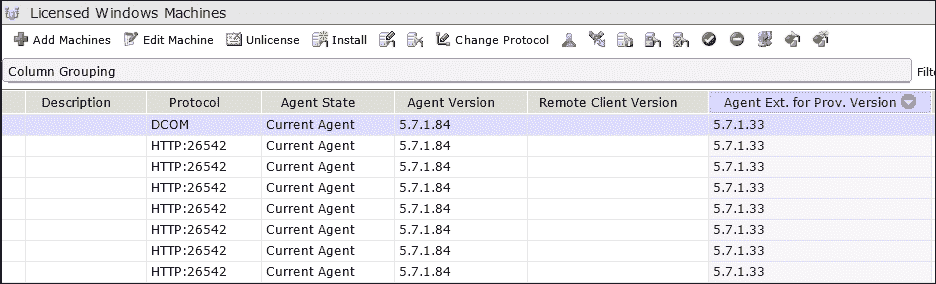 Licensed Windows Machines
Add Machines Edit Machine Unlicense Install Change Protocol
Column Grouping Filt
Description Protocol Agent State Agent Version Remote Client Version Agent Ext. for Prov. Version
DCOM Current Agent 5.7.1.84 5.7.1.33
HTTP:26542 Current Agent 5.7.1.84 5.7.1.33
HTTP:26542 Current Agent 5.7.1.84 5.7.1.33
HTTP:26542 Current Agent 5.7.1.84 5.7.1.33
HTTP:26542 Current Agent 5.7.1.84 5.7.1.33
HTTP:26542 Current Agent 5.7.1.84 5.7.1.33
HTTP:26542 Current Agent 5.7.1.84 5.7.1.33
HTTP:26542 Current Agent 5.7.1.84 5.7.1.33